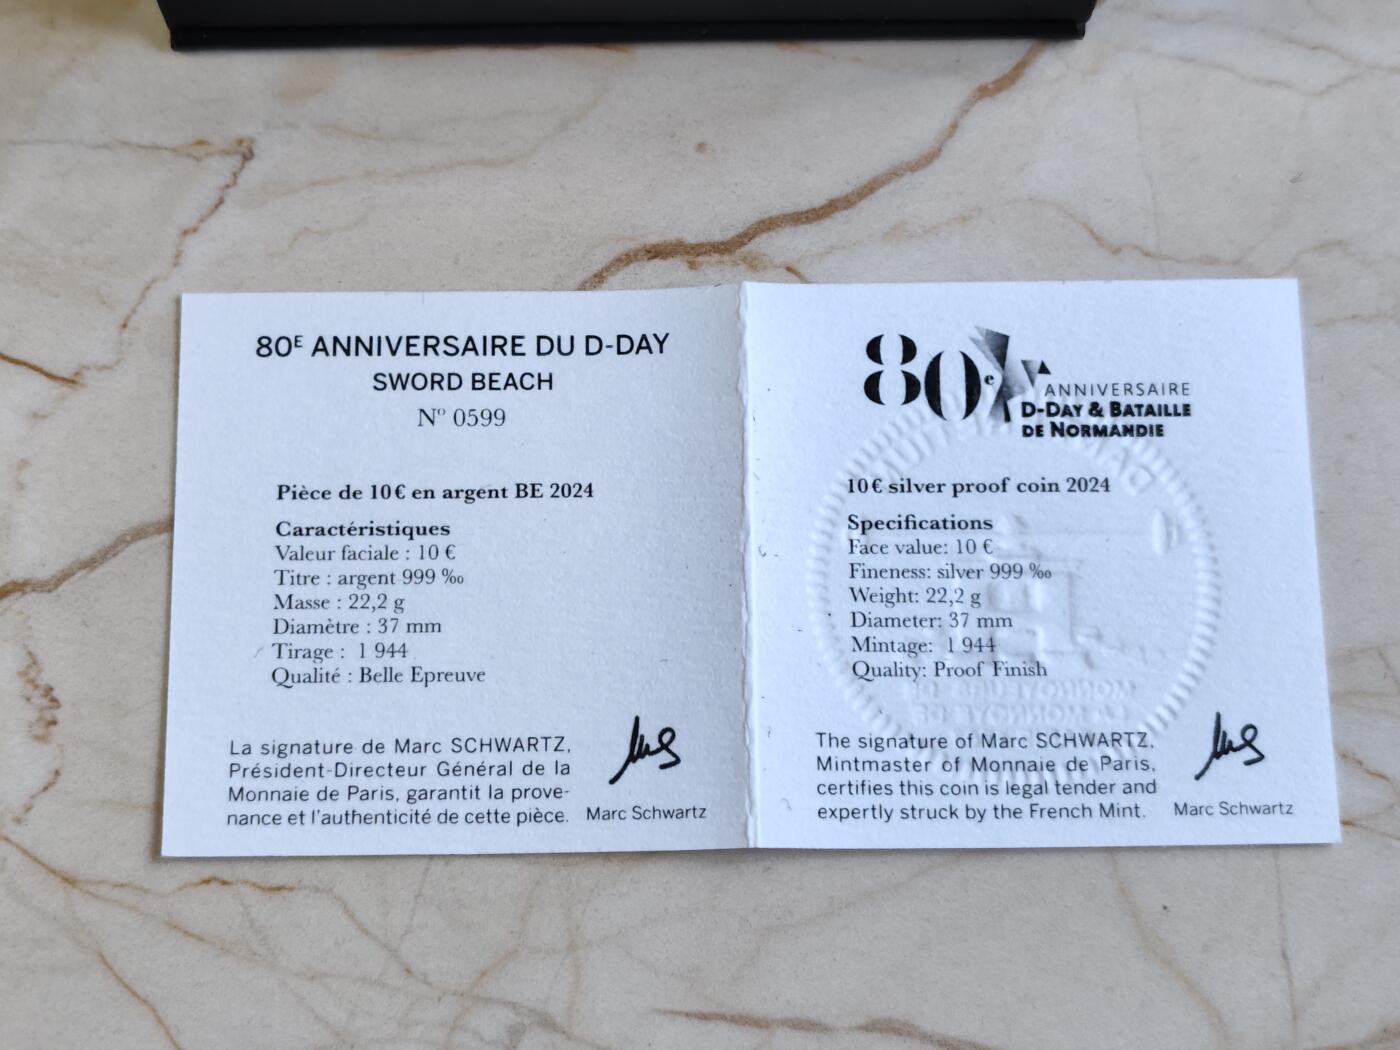 80E ANNIVERSAIRE DU D-DAY
SWORD BEACH
Nº 0599
Pièce de 10 € en argent BE 2024
Caractéristiques
Valeur faciale : 10 €
Titre : argent 999 ‰
Masse : 22,2 g
Diamètre : 37 mm
Tirage : 1 944
Qualité : Belle Epreuve
La signature de Marc SCHWARTZ,
Président-Directeur Général de la
Monnaie de Paris, garantit la prove-
nance et l'authenticité de cette pièce.
Marc Schwartz
80e
ANNIVERSAIRE
D-DAY & BATAILLE
DE NORMANDIE
10 € silver proof coin 2024
Specifications
Face value: 10 €
Fineness: silver 999 ‰
Weight: 22,2 g
Diameter: 37 mm
Mintage: 1 944
Quality: Proof Finish
The signature of Marc SCHWARTZ,
Mintmaster of Monnaie de Paris,
certifies this coin is legal tender and
expertly struck by the French Mint.
Marc Schwartz